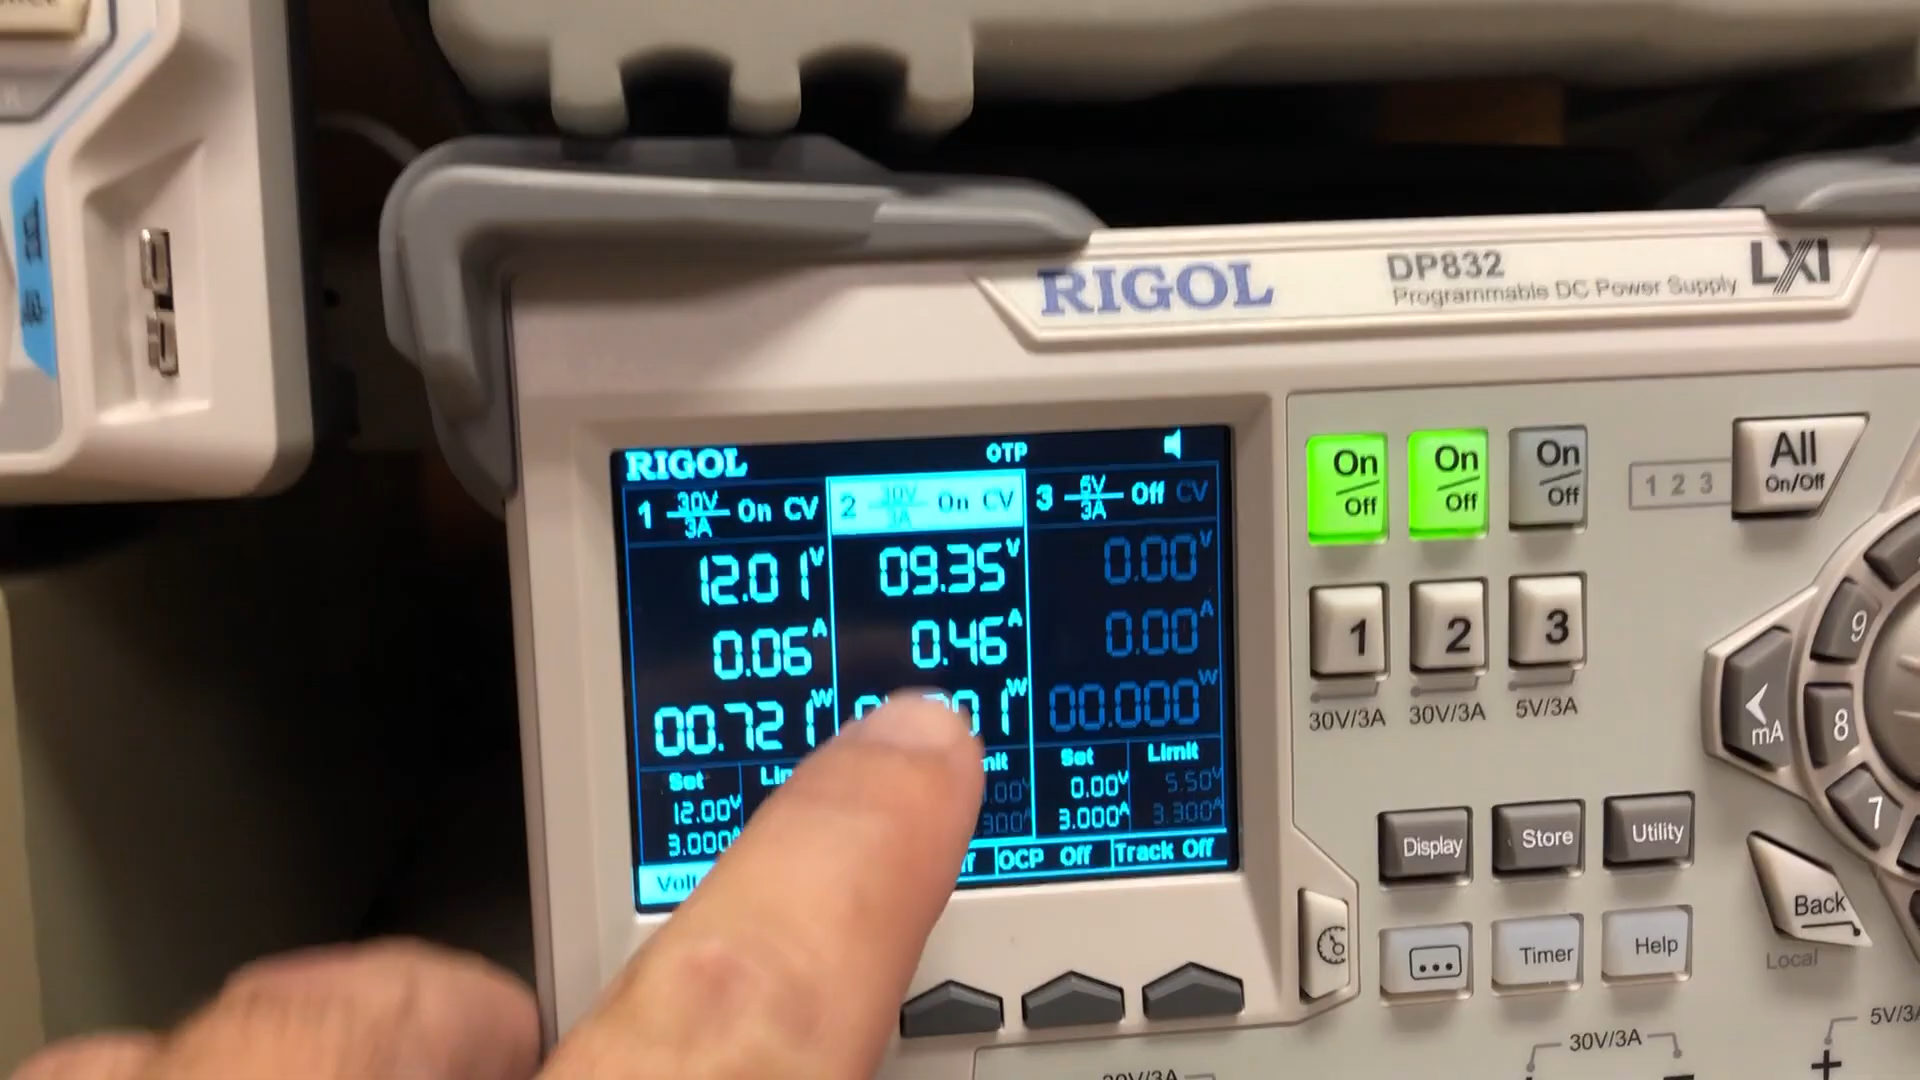 RIGOL DP832 LXI
Programmable DC Power Supply
RIGOL OTP
1 30V/3A On CV 2 30V/3A On CV 3 5V/3A Off CV
12.01V 09.35V 0.00V
0.06A 0.46A 0.00A
00.721W 00.000W
Set Set Limit
12.00V 0.00V 5.50V
3.000A 3.000A 3.300A
OCP Off Track Off
On/Off On/Off On/Off
1 2 3
All
On/Off
1 2 3
30V/3A 30V/3A 5V/3A
9
8
7
mA
Display Store Utility
Timer Help
Back
Local
30V/3A
5V/3A
30V/3A
+